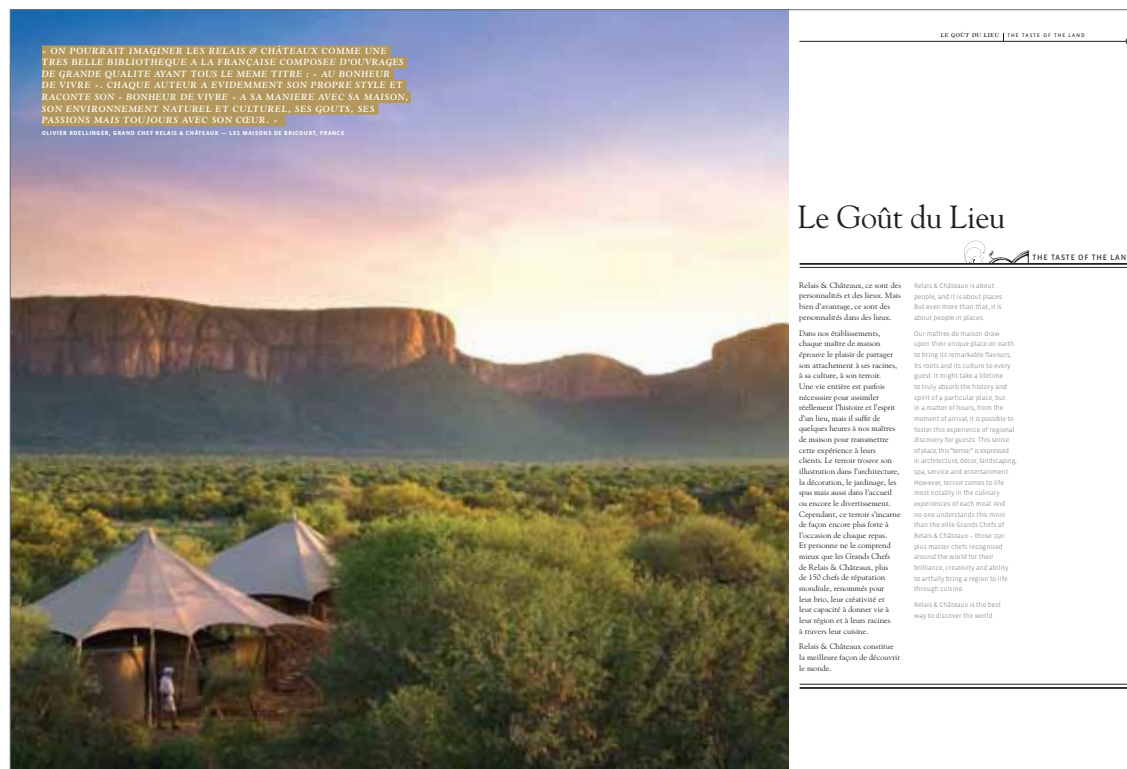 « ON POURRAIT IMAGINER LES RELAIS & CHÂTEAUX COMME UNE
TRES BELLE BIBLIOTHEQUE A LA FRANÇAISE COMPOSEE D'OUVRAGES
DE GRANDE QUALITE AYANT TOUS LE MEME TITRE : « AU BONHEUR
DE VIVRE ». CHAQUE AUTEUR A EVIDEMMENT SON PROPRE STYLE ET
RACONTE SON « BONHEUR DE VIVRE » A SA MANIERE AVEC SA MAISON,
SON ENVIRONNEMENT NATUREL ET CULTUREL, SES GOUTS, SES
PASSIONS MAIS TOUJOURS AVEC SON CŒUR. »
OLIVIER ROELLINGER, GRAND CHEF RELAIS & CHÂTEAUX — LES MAISONS DE BRICOURT, FRANCE
LE GOÛT DU LIEU | THE TASTE OF THE LAND
Le Goût du Lieu
THE TASTE OF THE LAN
Relais & Châteaux, ce sont des
personnalités et des lieux. Mais
bien d'avantage, ce sont des
personnalités dans des lieux.
Dans nos établissements,
chaque maître de maison
éprouve le plaisir de partager
son attachement à ses racines,
à sa culture, à son terroir.
Une vie entière est parfois
nécessaire pour assimiler
réellement l'histoire et l'esprit
d'un lieu, mais il suffit de
quelques heures à nos maîtres
de maison pour transmettre
cette expérience à leurs
clients. Le terroir trouve son
illustration dans l'architecture,
la décoration, le jardinage, les
spas mais aussi dans l'accueil
ou encore le divertissement.
Cependant, ce terroir s'incarne
de façon encore plus forte à
l'occasion de chaque repas.
Et personne ne le comprend
mieux que les Grands Chefs
de Relais & Châteaux, plus
de 150 chefs de réputation
mondiale, renommés pour
leur brio, leur créativité et
leur capacité à donner vie à
leur région et à leurs racines
à travers leur cuisine.
Relais & Châteaux constitue
la meilleure façon de découvrir
le monde.
Relais & Châteaux is about
people, and it is about places.
But even more than that, it is
about people in places.
Our maîtres de maison draw
upon their unique place on earth
to bring its remarkable flavours,
its roots and its culture to every
guest. It might take a lifetime
to truly absorb the history and
spirit of a particular place, but
in a matter of hours, from the
moment of arrival, it is possible to
foster this experience of regional
discovery for guests. This sense
of place, this "terroir" is expressed
in architecture, décor, landscaping,
spa, service and entertainment.
However, terroir comes to life
most notably in the culinary
experiences of each meal. And
no one understands this more
than the elite Grands Chefs of
Relais & Châteaux – those 150-
plus master chefs recognised
around the world for their
brilliance, creativity and ability
to artfully bring a region to life
through cuisine.
Relais & Châteaux is the best
way to discover the world.